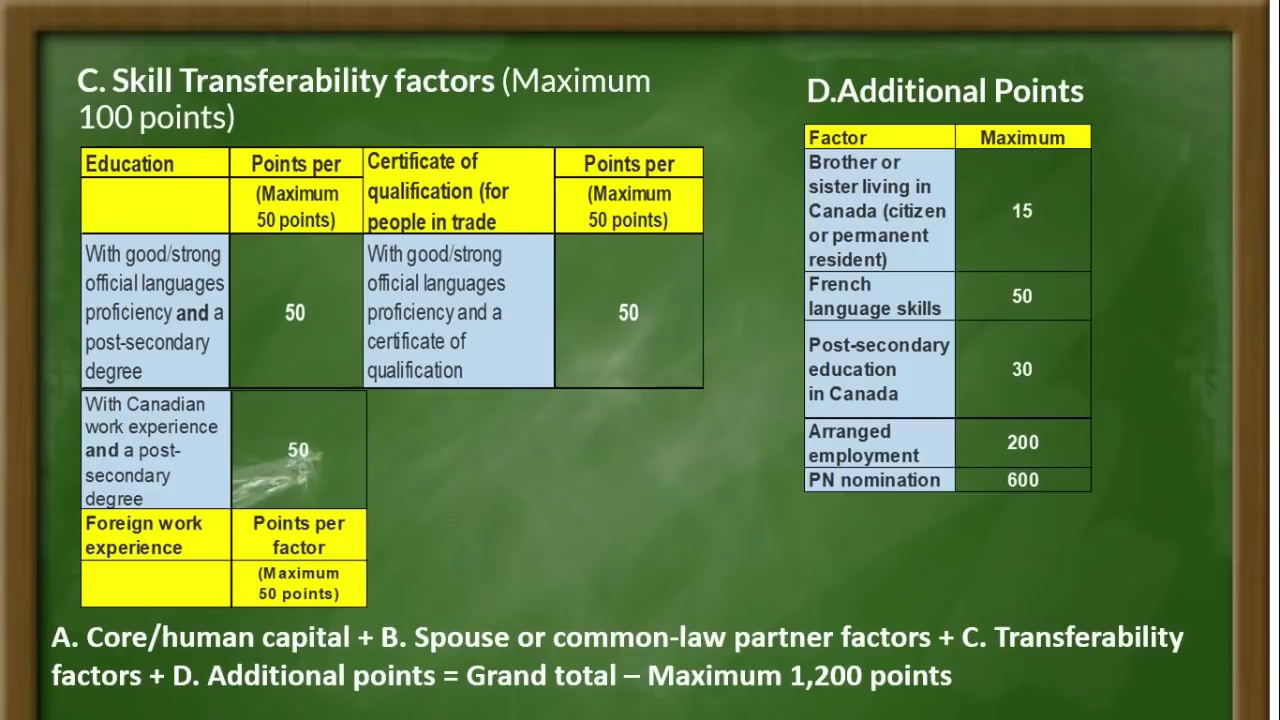 C. Skill Transferability factors (Maximum
100 points)
Education
Points per
(Maximum
50 points)
Certificate of
qualification (for
people in trade
Points per
(Maximum
50 points)
With good/strong
official languages
proficiency and a
post-secondary
degree
50
With good/strong
official languages
proficiency and a
certificate of
qualification
50
With Canadian
work experience
and a post-
secondary
degree
50
Foreign work
experience
Points per
factor
(Maximum
50 points)
D.Additional Points
Factor
Maximum
Brother or
sister living in
Canada (citizen
or permanent
resident)
15
French
language skills
50
Post-secondary
education
in Canada
30
Arranged
employment
200
PN nomination
600
A. Core/human capital + B. Spouse or common-law partner factors + C. Transferability
factors + D. Additional points = Grand total – Maximum 1,200 points